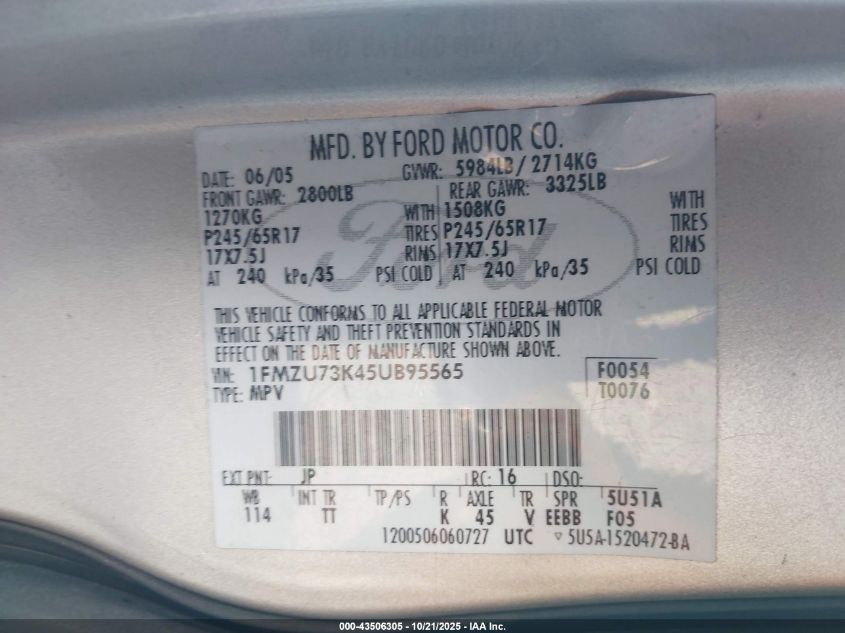 MFD. BY FORD MOTOR CO.
DATE: 06/05 GVWR: 5984LB / 2714KG
FRONT GAWR: 2800LB REAR GAWR: 3325LB
1270KG WITH 1508KG WITH
P245/65R17 TIRES P245/65R17 TIRES
17X7.5J RIMS 17X7.5J RIMS
AT 240 kPa/35 PSI COLD AT 240 kPa/35 PSI COLD
Ford
THIS VEHICLE CONFORMS TO ALL APPLICABLE FEDERAL MOTOR
VEHICLE SAFETY AND THEFT PREVENTION STANDARDS IN
EFFECT ON THE DATE OF MANUFACTURE SHOWN ABOVE.
VIN: 1FMZU73K45UB95565 F0054
TYPE: MPV T0076
EXT PNT: JP RC: 16 DSO:
WB INT TR TP/PS R AXLE TR SPR 5U51A
114 TT K 45 V EEBB F05
1200506060727 UTC ▽ 5U5A-1520472-BA
000-43506305 - 10/21/2025 - IAA Inc.